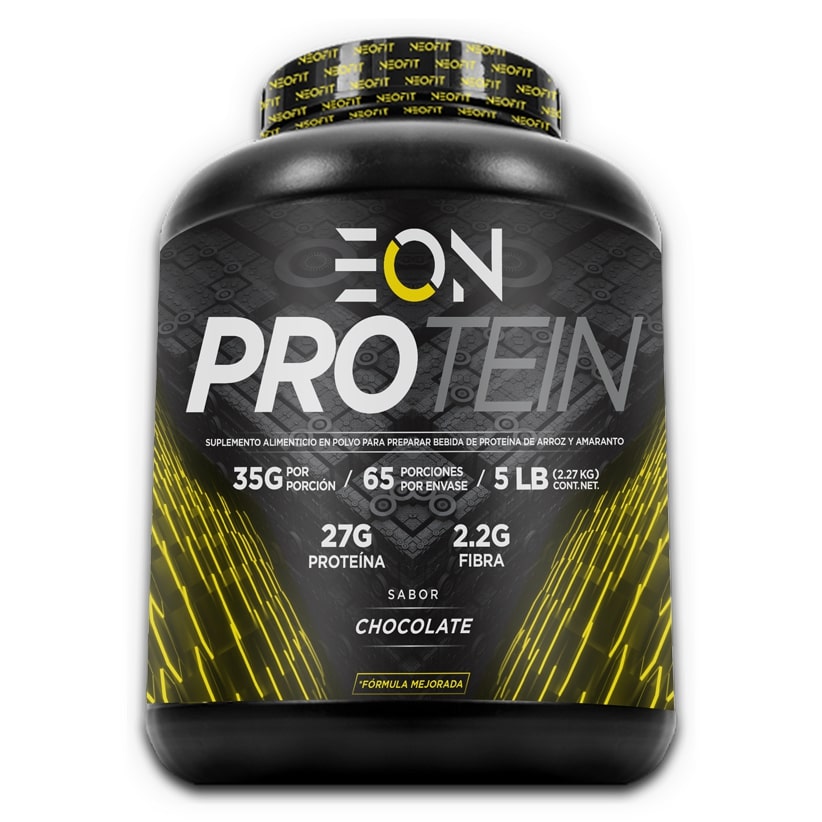 NEOFIT NEOFIT NEOFIT NEOFIT
EON
PROTEIN
SUPLEMENTO ALIMENTICIO EN POLVO PARA PREPARAR BEBIDA DE PROTEÍNA DE ARROZ Y AMARANTO
35G POR PORCIÓN / 65 PORCIONES POR ENVASE / 5 LB (2.27 KG) CONT.NET.
27G 2.2G
PROTEÍNA FIBRA
SABOR
CHOCOLATE
*FÓRMULA MEJORADA